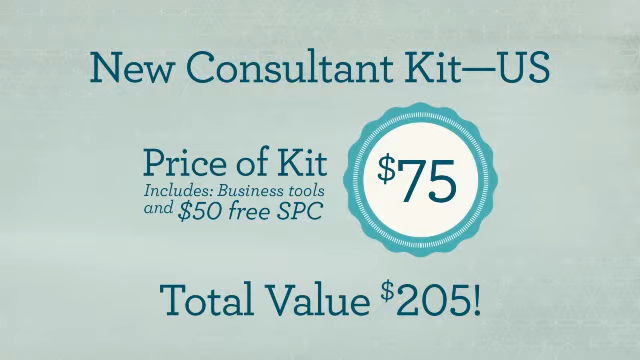 New Consultant Kit—US
Price of Kit
Includes: Business tools
and $50 free SPC
$75
Total Value $205!